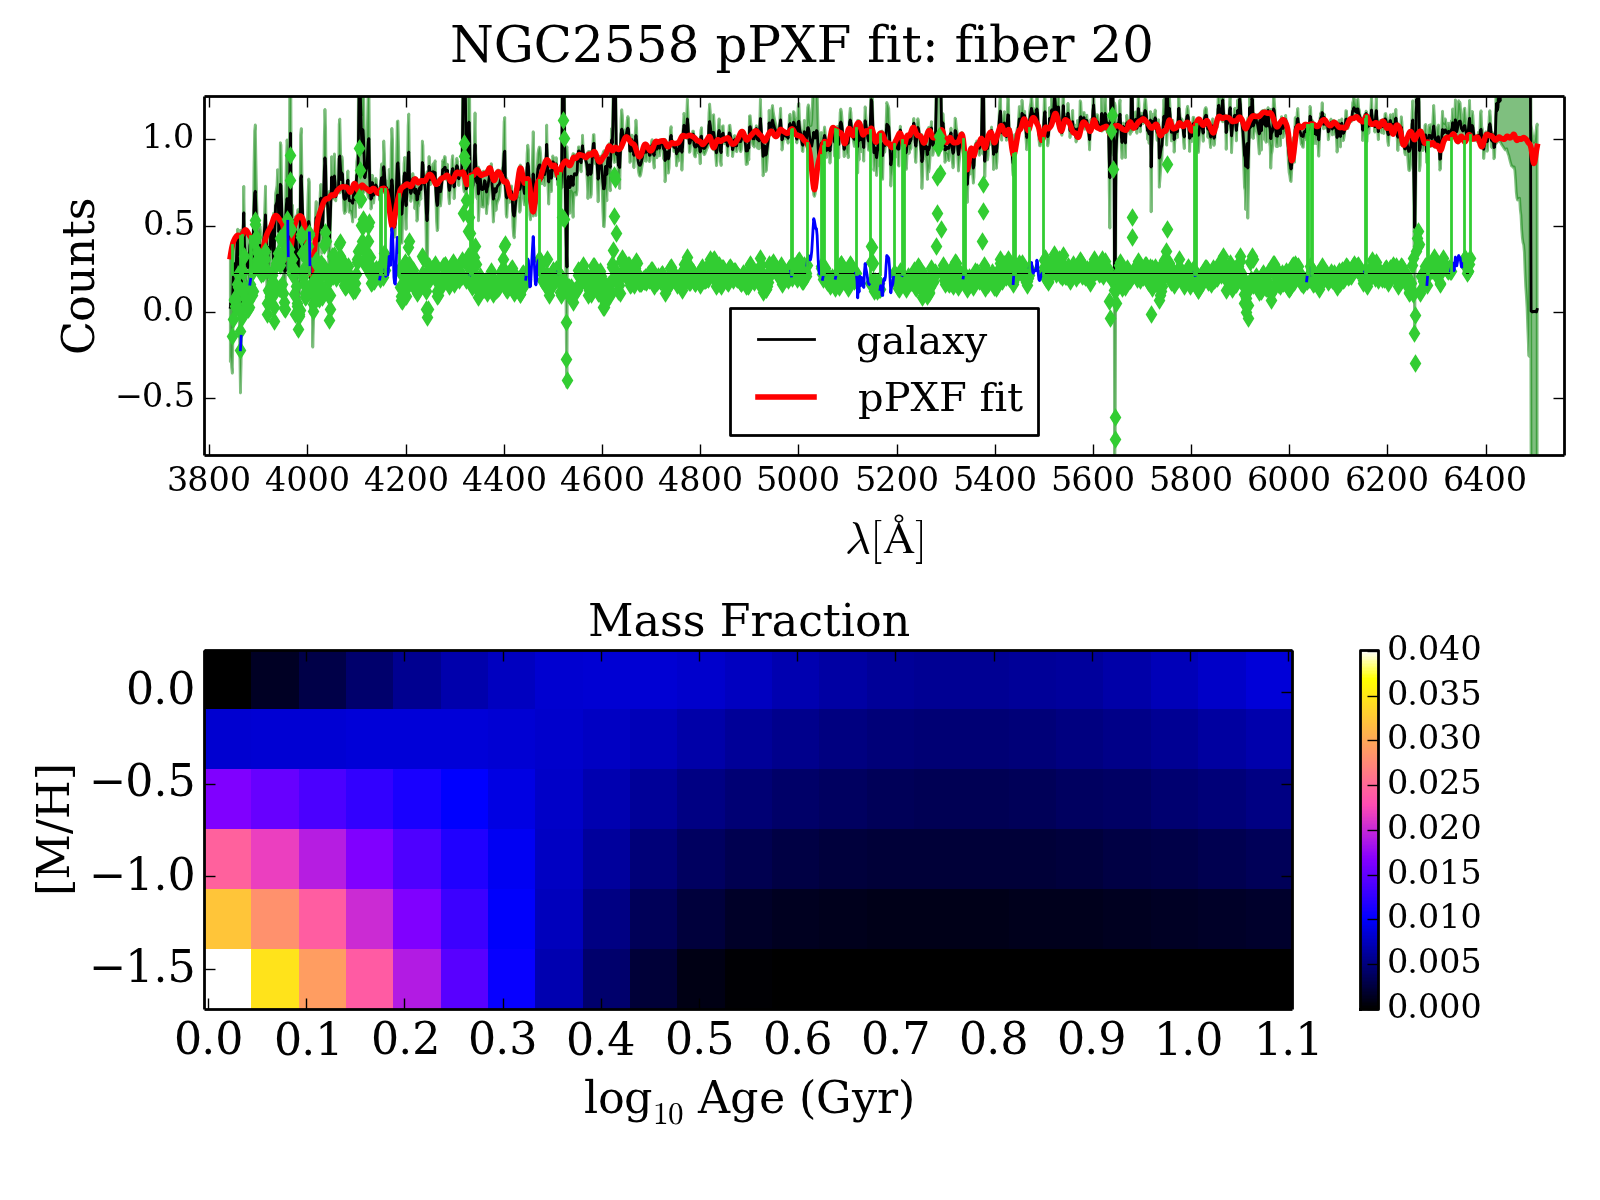 NGC2558 pPXF fit: fiber 20
Counts
1.0
0.5
0.0
−0.5
galaxy
pPXF fit
3800 4000 4200 4400 4600 4800 5000 5200 5400 5600 5800 6000 6200 6400
λ[Å]
Mass Fraction
[M/H]
0.0
−0.5
−1.0
−1.5
0.0 0.1 0.2 0.3 0.4 0.5 0.6 0.7 0.8 0.9 1.0 1.1
log₁₀ Age (Gyr)
0.040
0.035
0.030
0.025
0.020
0.015
0.010
0.005
0.000